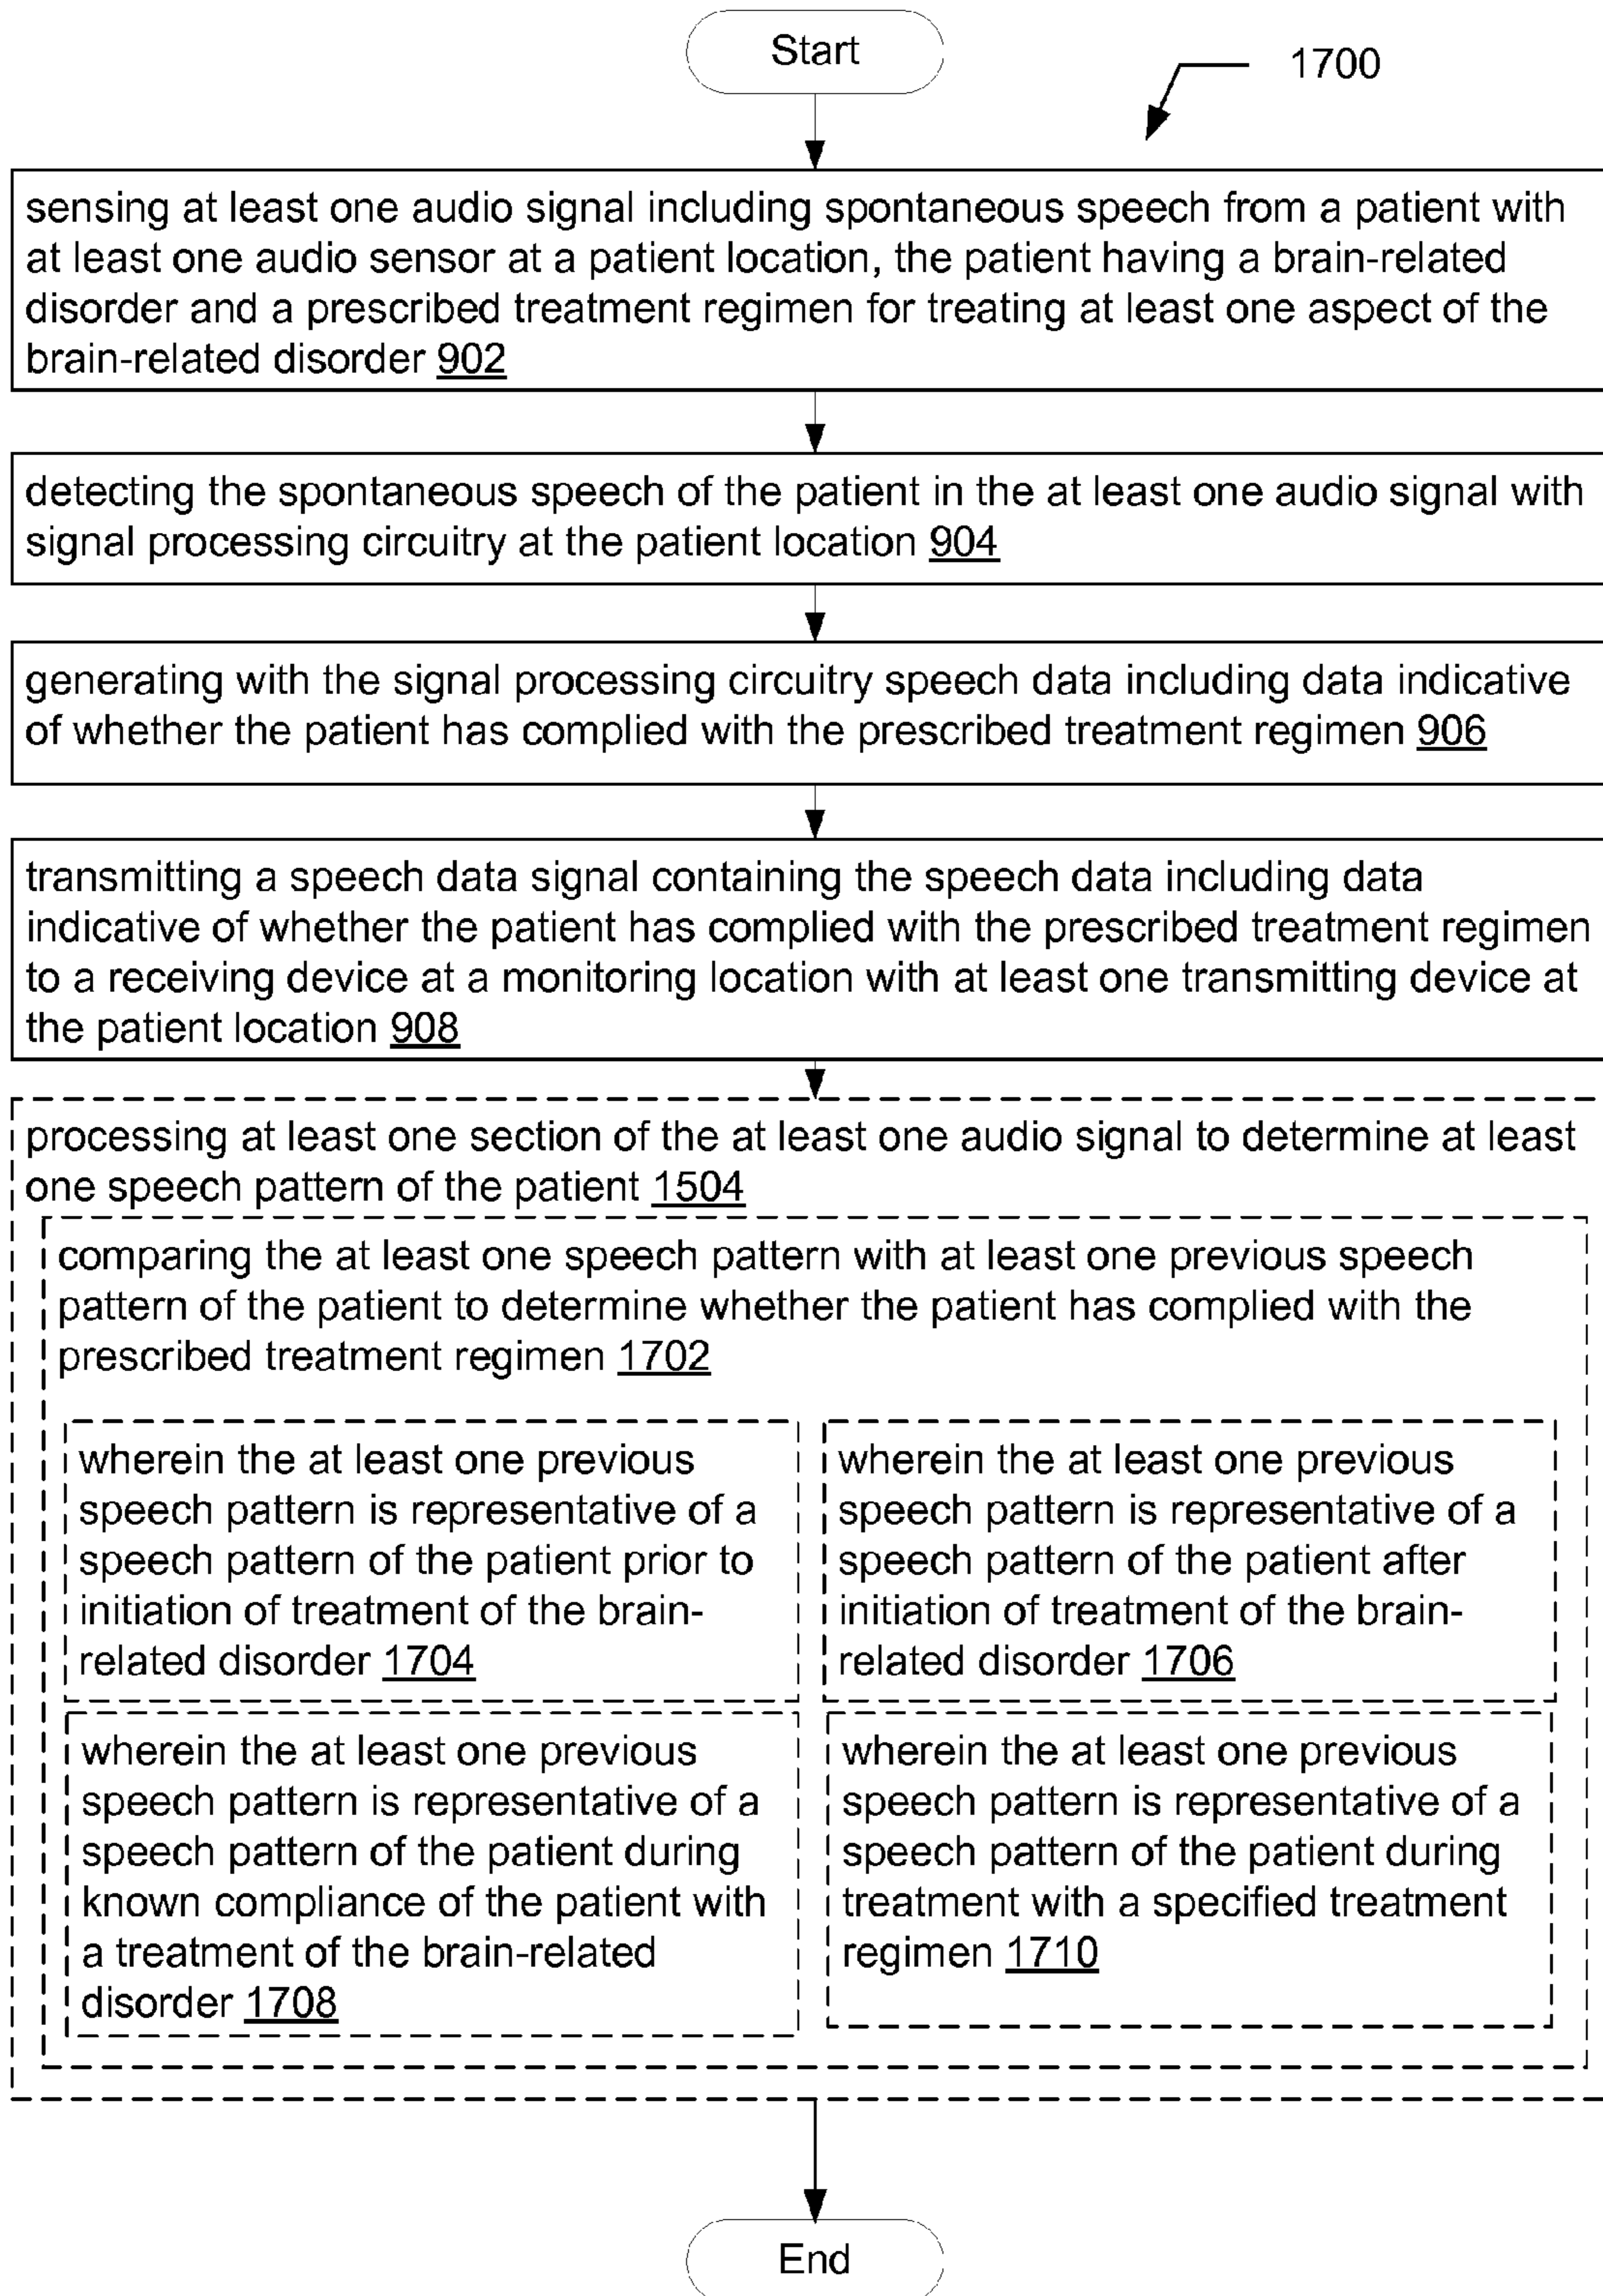 Start
1700
sensing at least one audio signal including spontaneous speech from a patient with
at least one audio sensor at a patient location, the patient having a brain-related
disorder and a prescribed treatment regimen for treating at least one aspect of the
brain-related disorder 902
detecting the spontaneous speech of the patient in the at least one audio signal with
signal processing circuitry at the patient location 904
generating with the signal processing circuitry speech data including data indicative
of whether the patient has complied with the prescribed treatment regimen 906
transmitting a speech data signal containing the speech data including data
indicative of whether the patient has complied with the prescribed treatment regimen
to a receiving device at a monitoring location with at least one transmitting device at
the patient location 908
processing at least one section of the at least one audio signal to determine at least
one speech pattern of the patient 1504
comparing the at least one speech pattern with at least one previous speech
pattern of the patient to determine whether the patient has complied with the
prescribed treatment regimen 1702
wherein the at least one previous
speech pattern is representative of a
speech pattern of the patient prior to
initiation of treatment of the brain-
related disorder 1704
wherein the at least one previous
speech pattern is representative of a
speech pattern of the patient after
initiation of treatment of the brain-
related disorder 1706
wherein the at least one previous
speech pattern is representative of a
speech pattern of the patient during
known compliance of the patient with
a treatment of the brain-related
disorder 1708
wherein the at least one previous
speech pattern is representative of a
speech pattern of the patient during
treatment with a specified treatment
regimen 1710
End